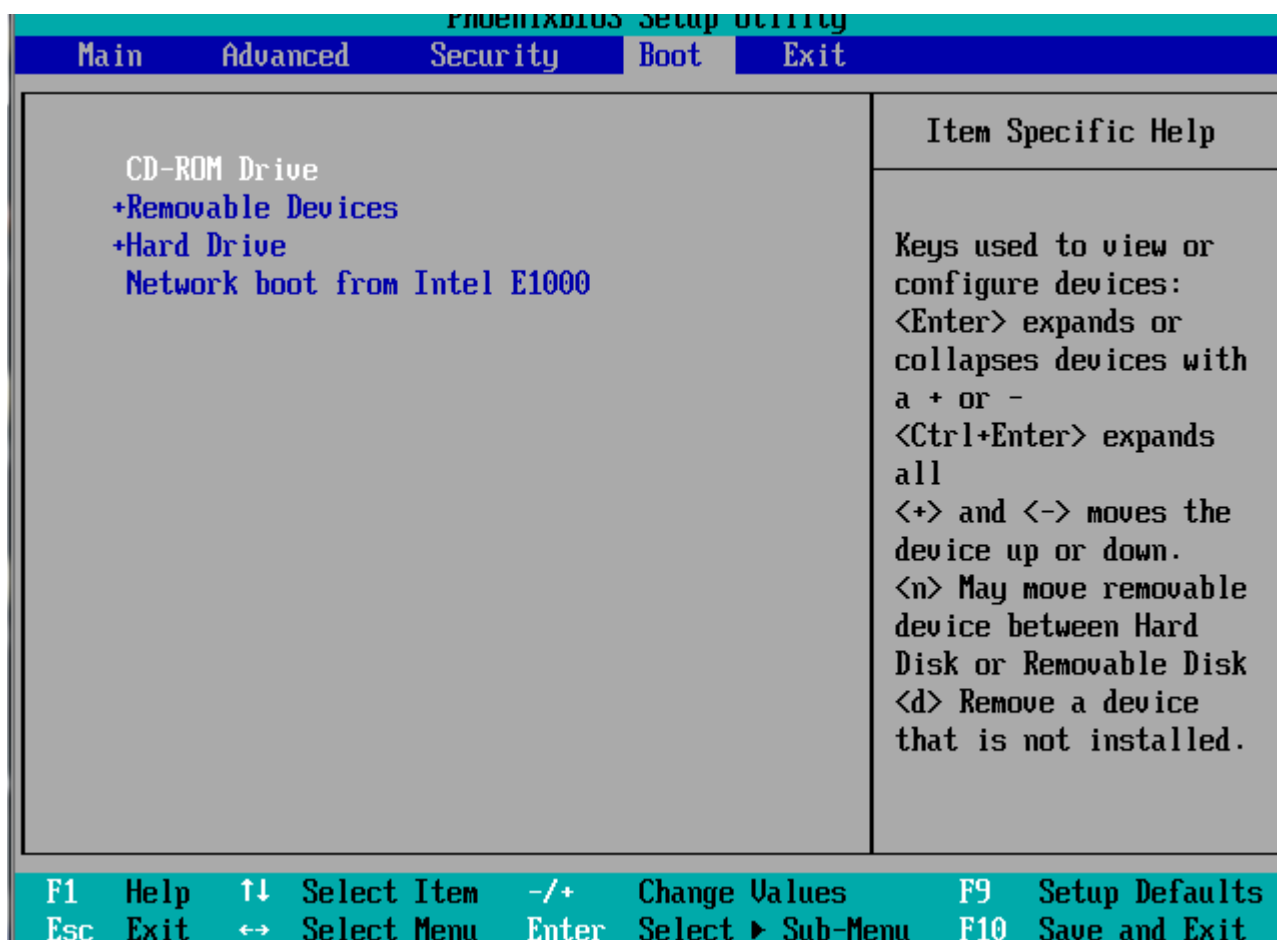 PhoenixBIOS Setup Utility
Main Advanced Security Boot Exit
CD-ROM Drive
+Removable Devices
+Hard Drive
Network boot from Intel E1000
Item Specific Help
Keys used to view or
configure devices:
<Enter> expands or
collapses devices with
a + or -
<Ctrl+Enter> expands
all
<+> and <-> moves the
device up or down.
<n> May move removable
device between Hard
Disk or Removable Disk
<d> Remove a device
that is not installed.
F1 Help ↑↓ Select Item -/+ Change Values F9 Setup Defaults
Esc Exit ↔ Select Menu Enter Select ▶ Sub-Menu F10 Save and Exit